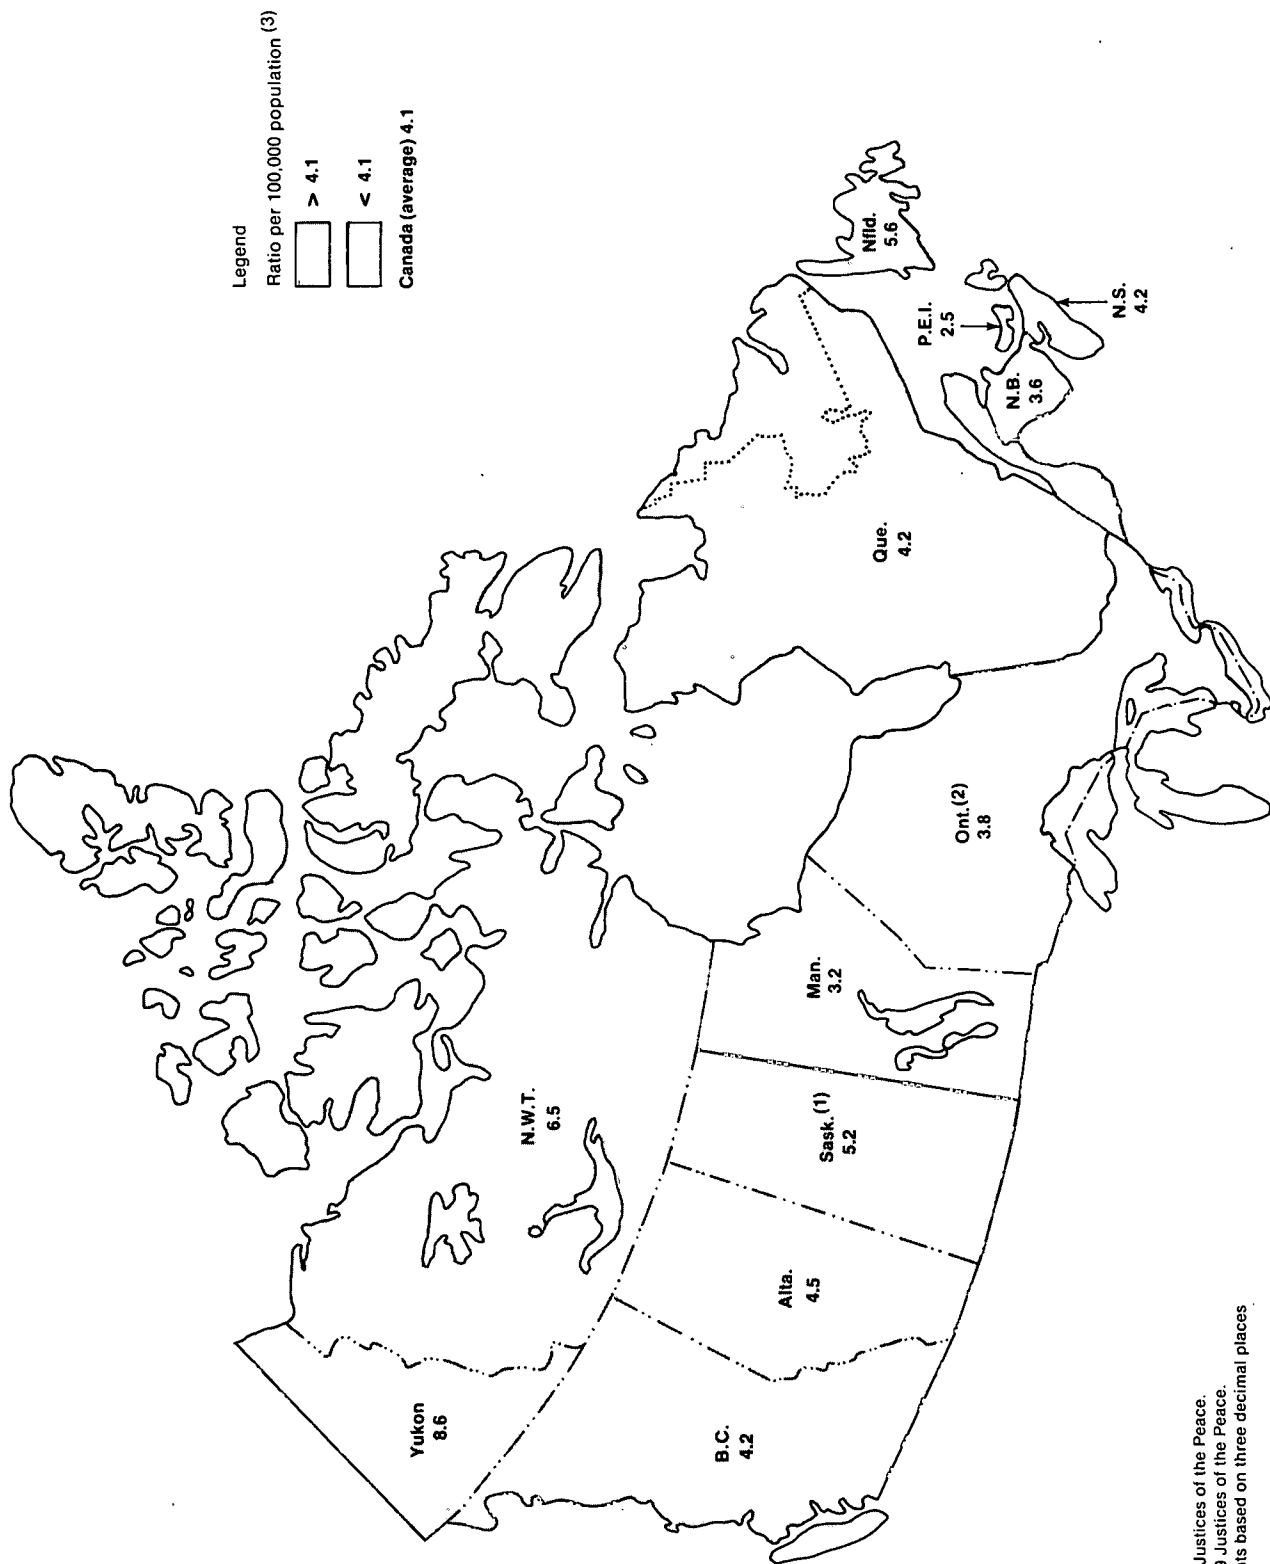 Legend
Ratio per 100,000 population (3)
> 4.1
< 4.1
Canada (average) 4.1
Yukon
8.6
N.W.T.
6.5
B.C.
4.2
Alta.
4.5
Sask.(1)
5.2
Man.
3.2
Ont.(2)
3.8
Que.
4.2
Nfld.
5.6
P.E.I.
2.5
N.B.
3.6
N.S.
4.2
Justices of the Peace.
Justices of the Peace.
based on three decimal places